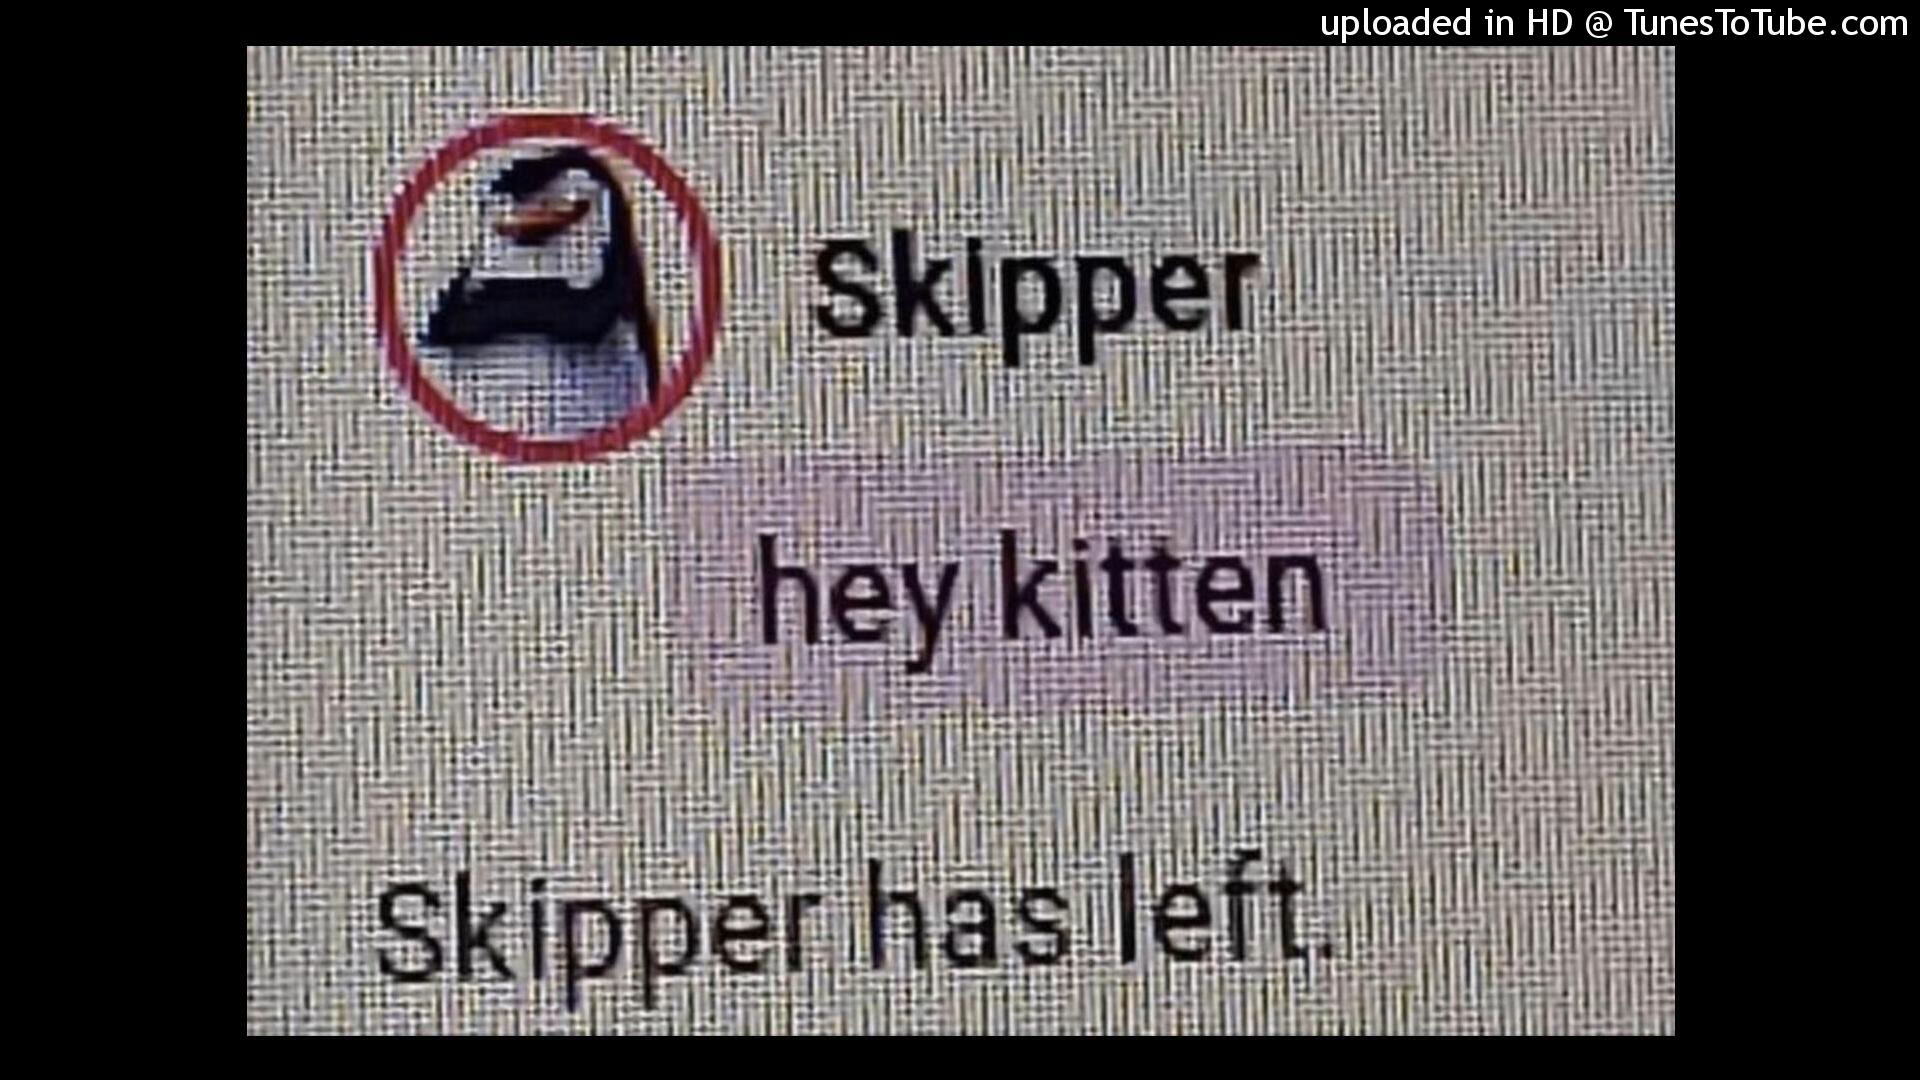 uploaded in HD @ TunesToTube.com
Skipper
hey kitten
Skipper has left.